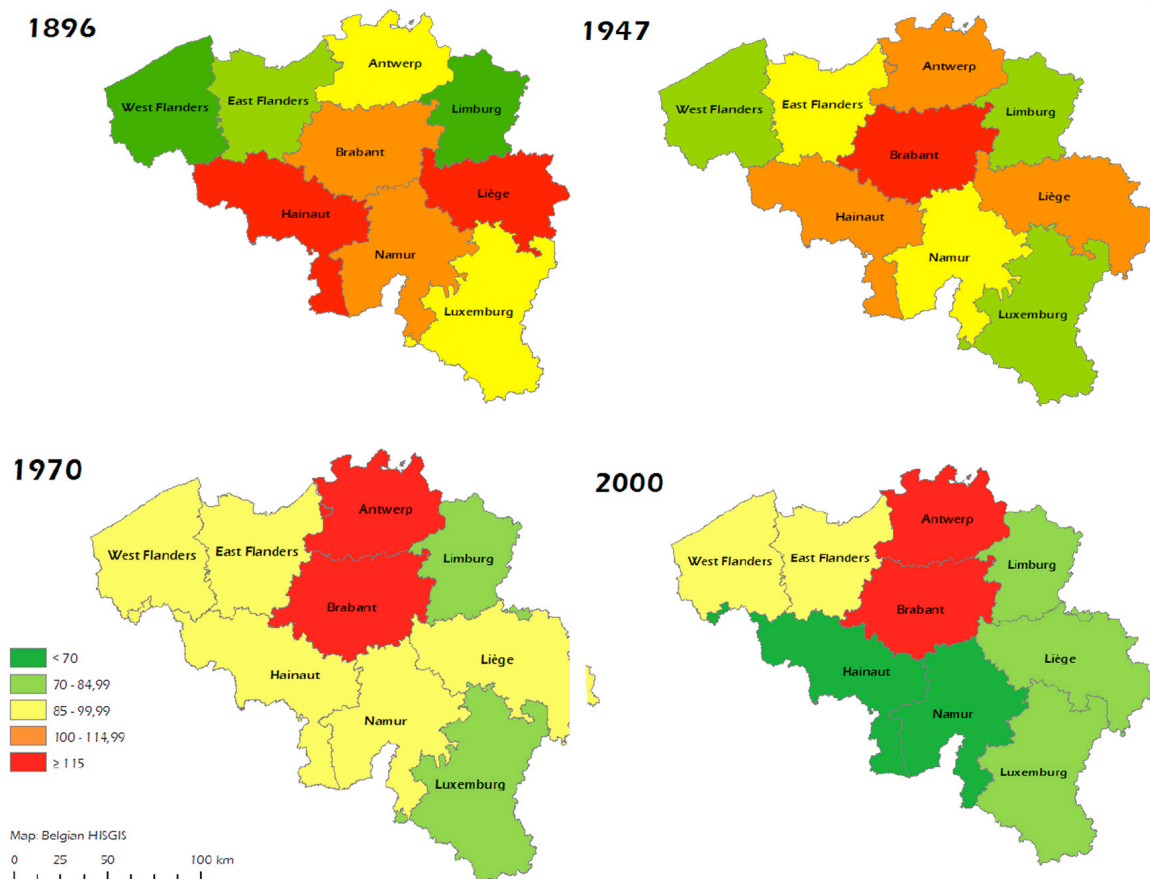 1896
Antwerp
West Flanders
East Flanders
Limburg
Brabant
Liège
Hainaut
Namur
Luxemburg
1947
Antwerp
West Flanders
East Flanders
Limburg
Brabant
Liège
Hainaut
Namur
Luxemburg
1970
Antwerp
West Flanders
East Flanders
Limburg
Brabant
Liège
Hainaut
Namur
Luxemburg
< 70
70 - 84,99
85 - 99,99
100 - 114,99
≥ 115
Map: Belgian HISGIS
0 25 50 100 km
2000
Antwerp
West Flanders
East Flanders
Limburg
Brabant
Liège
Hainaut
Namur
Luxemburg